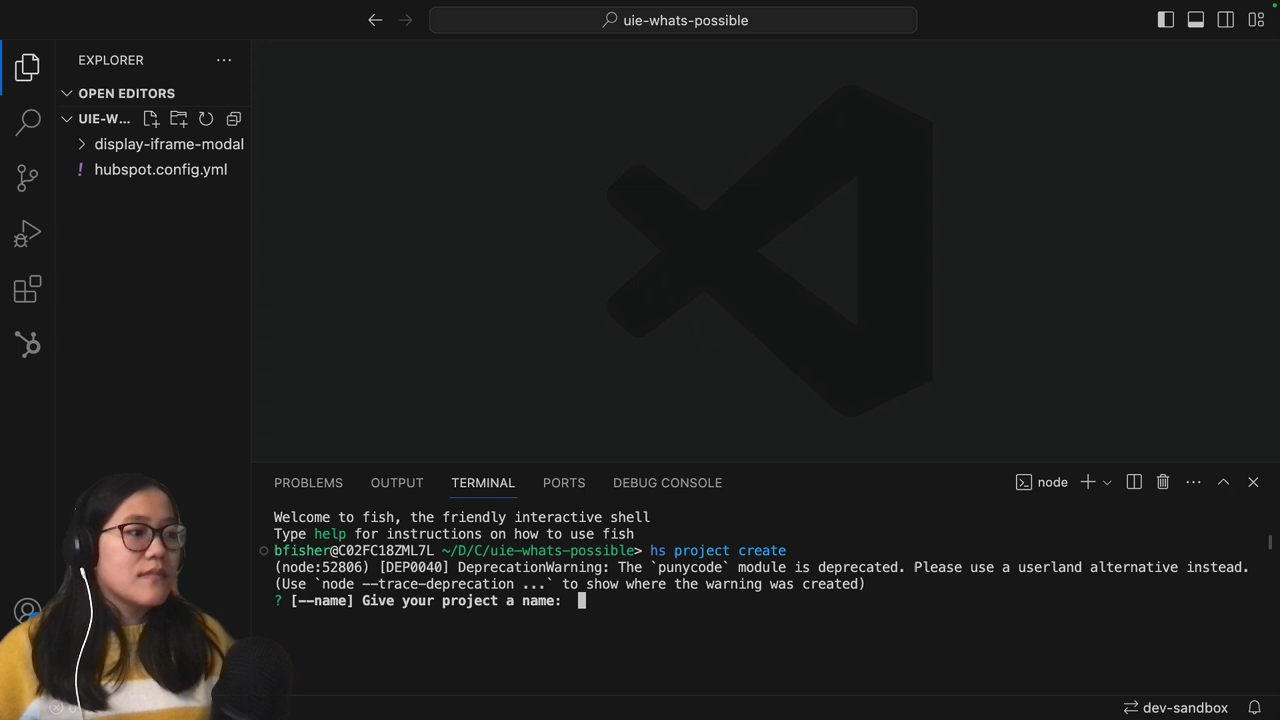 uie-whats-possible
EXPLORER
OPEN EDITORS
UIE-W...
display-iframe-modal
! hubspot.config.yml
PROBLEMS OUTPUT TERMINAL PORTS DEBUG CONSOLE
node
Welcome to fish, the friendly interactive shell
Type help for instructions on how to use fish
bfisher@C02FC18ZML7L ~/D/C/uie-whats-possible> hs project create
(node:52806) [DEP0040] DeprecationWarning: The `punycode` module is deprecated. Please use a userland alternative instead.
(Use `node --trace-deprecation ...` to show where the warning was created)
? [--name] Give your project a name:
dev-sandbox